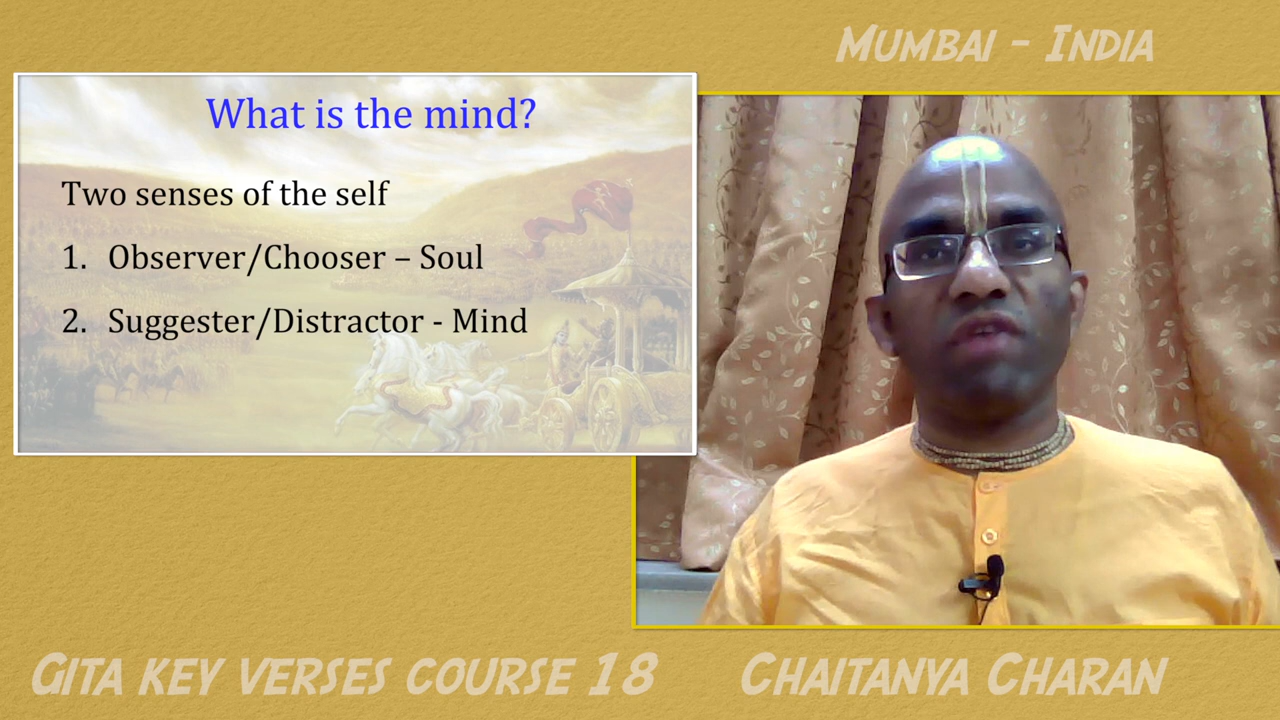 Mumbai - India
What is the mind?
Two senses of the self
1. Observer/Chooser – Soul
2. Suggester/Distractor - Mind
Gita key verses course 18
Chaitanya Charan